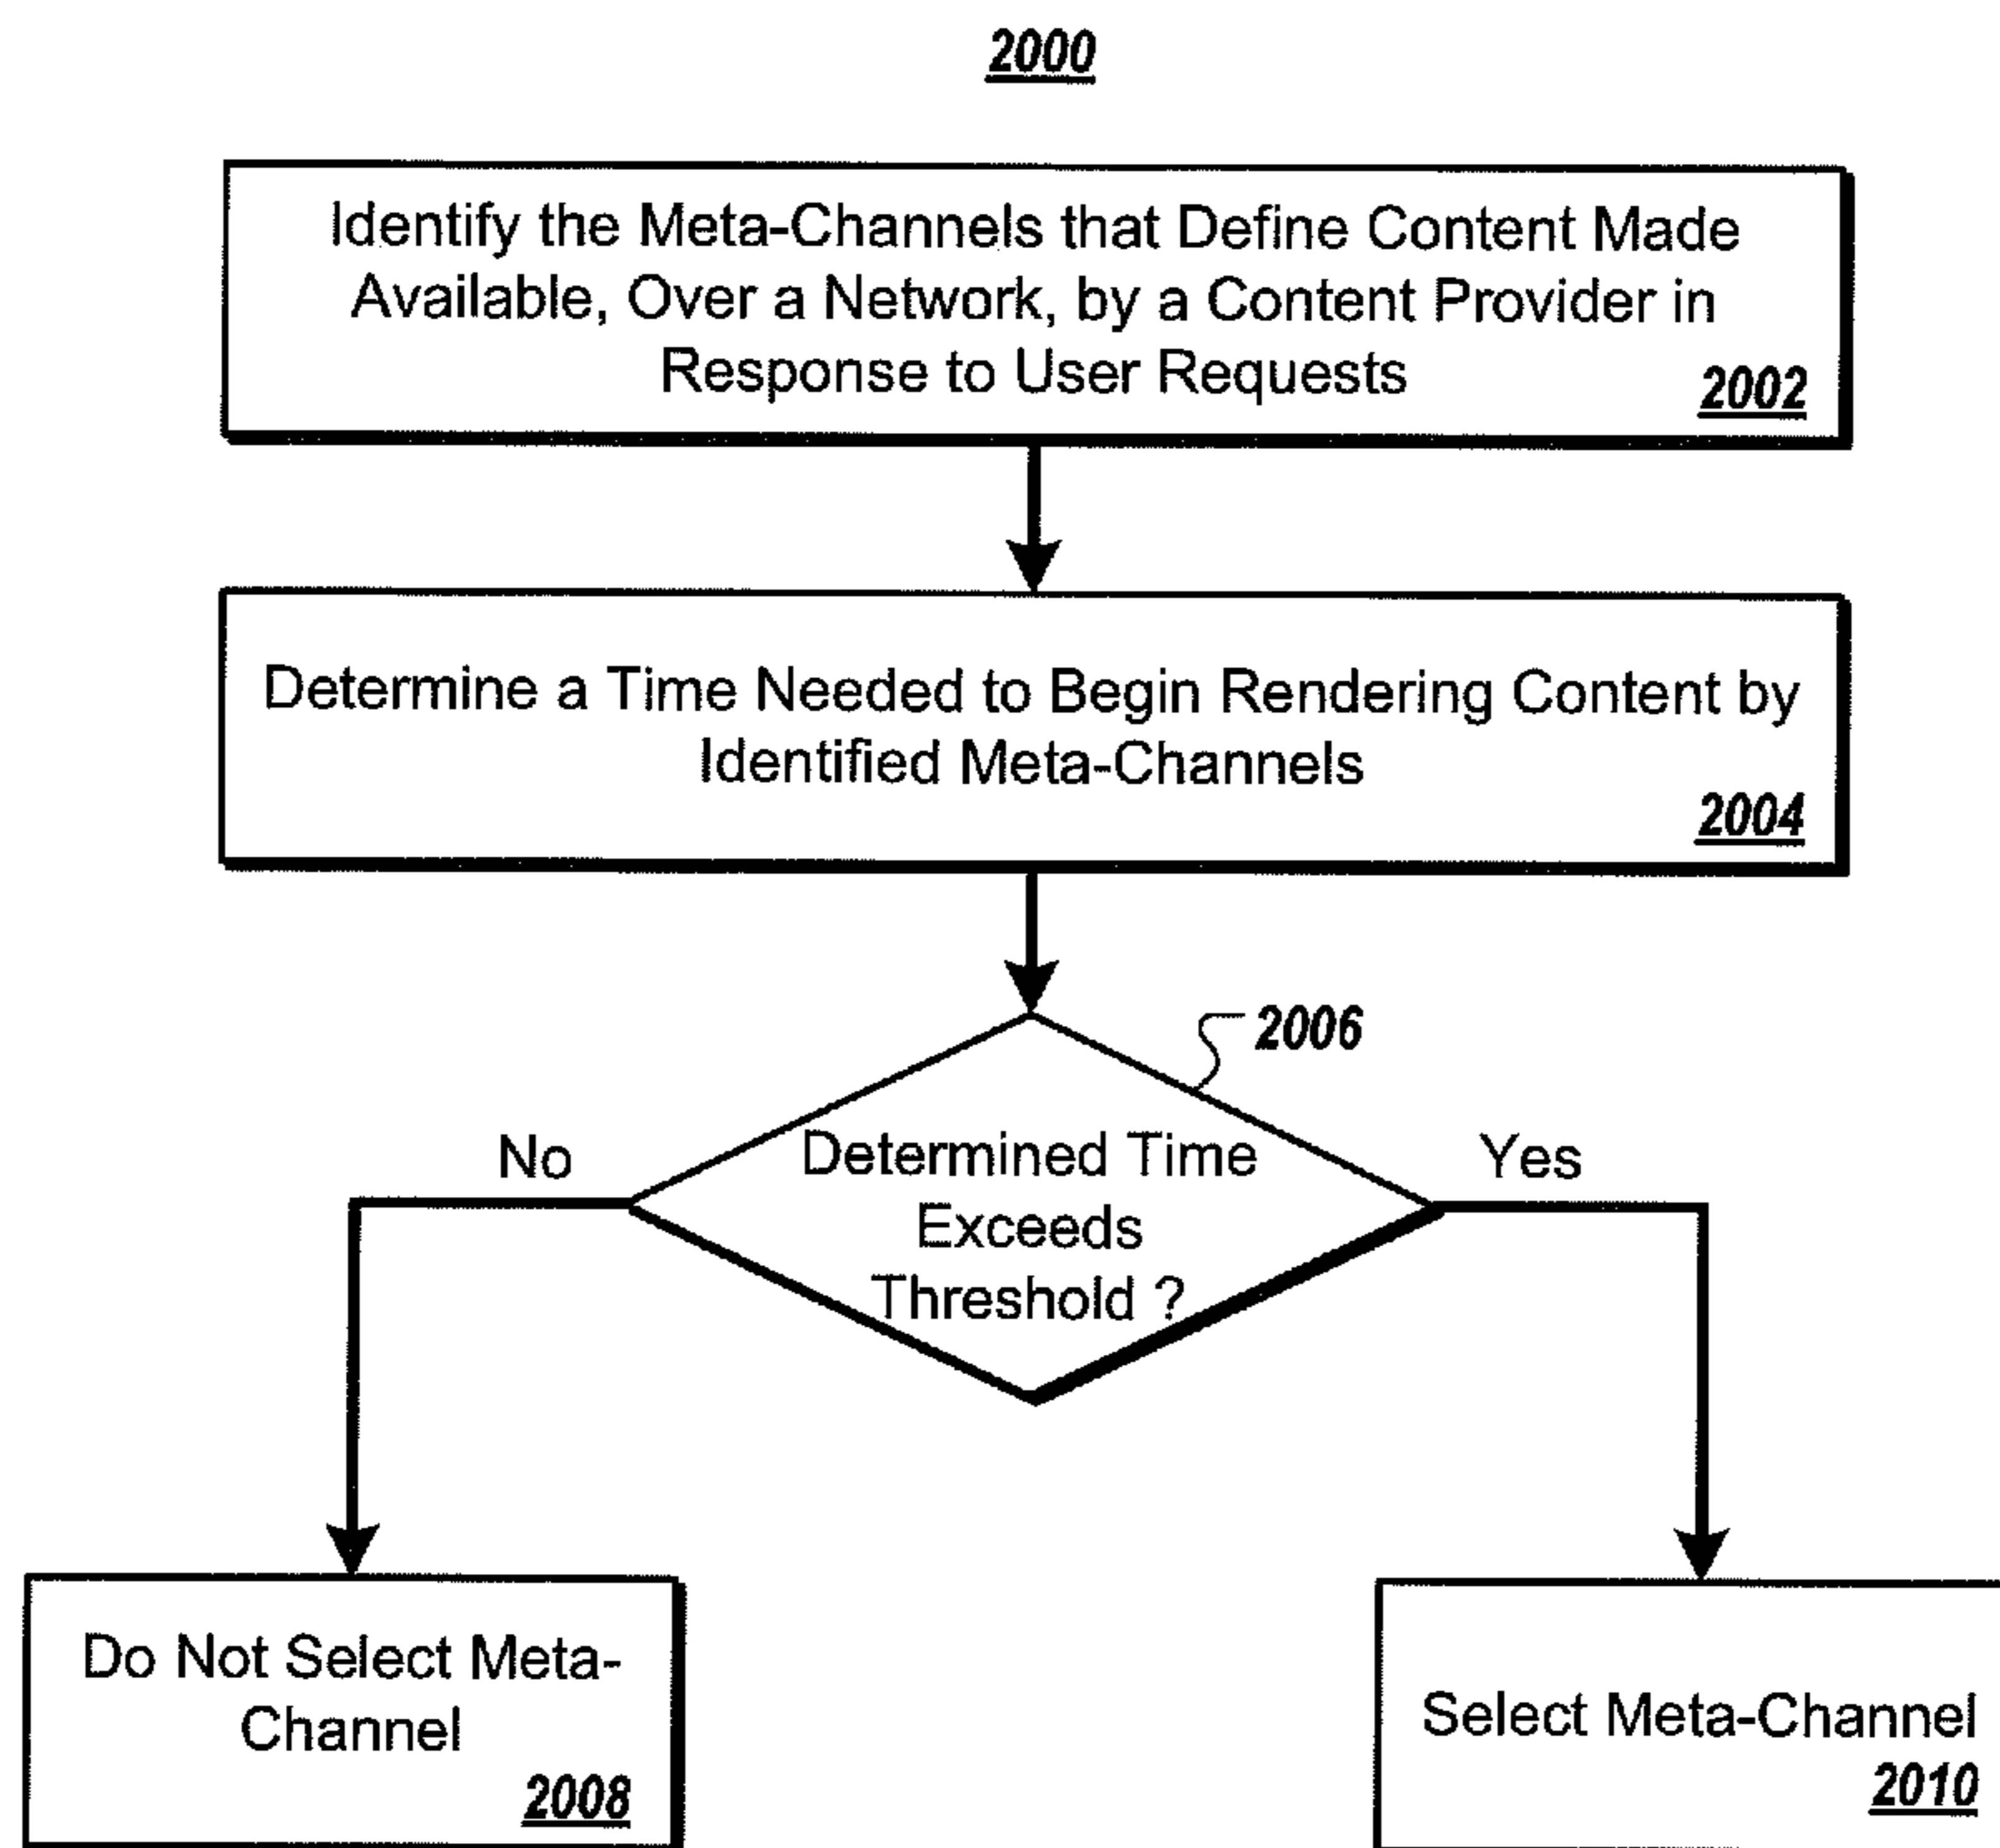 2000
Identify the Meta-Channels that Define Content Made
Available, Over a Network, by a Content Provider in
Response to User Requests
2002
Determine a Time Needed to Begin Rendering Content by
Identified Meta-Channels
2004
2006
No
Determined Time
Exceeds
Threshold ?
Yes
Do Not Select Meta-
Channel
2008
Select Meta-Channel
2010